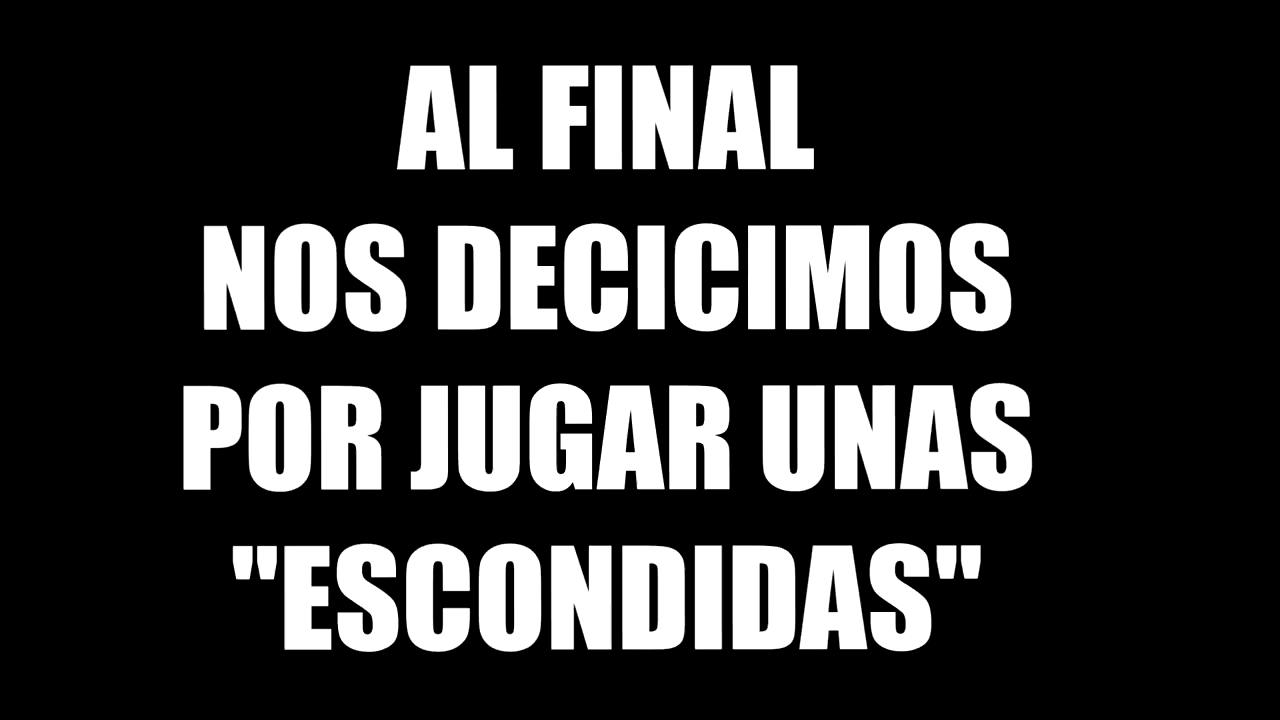 AL FINAL
NOS DECICIMOS
POR JUGAR UNAS
"ESCONDIDAS"